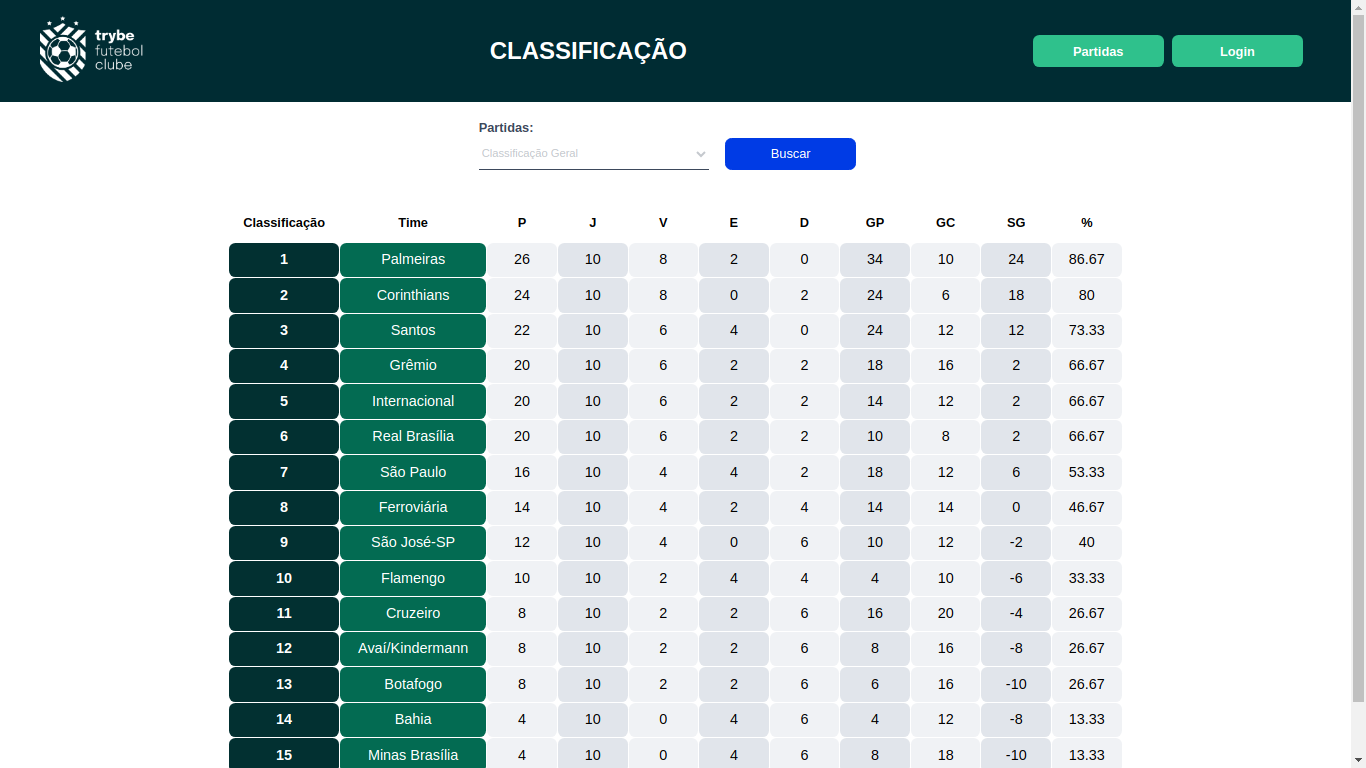 trybe
futebol
clube
CLASSIFICAÇÃO
Partidas
Login
Partidas:
Classificação Geral
Buscar
Classificação Time P J V E D GP GC SG %
1 Palmeiras 26 10 8 2 0 34 10 24 86.67
2 Corinthians 24 10 8 0 2 24 6 18 80
3 Santos 22 10 6 4 0 24 12 12 73.33
4 Grêmio 20 10 6 2 2 18 16 2 66.67
5 Internacional 20 10 6 2 2 14 12 2 66.67
6 Real Brasília 20 10 6 2 2 10 8 2 66.67
7 São Paulo 16 10 4 4 2 18 12 6 53.33
8 Ferroviária 14 10 4 2 4 14 14 0 46.67
9 São José-SP 12 10 4 0 6 10 12 -2 40
10 Flamengo 10 10 2 4 4 4 10 -6 33.33
11 Cruzeiro 8 10 2 2 6 16 20 -4 26.67
12 Avaí/Kindermann 8 10 2 2 6 8 16 -8 26.67
13 Botafogo 8 10 2 2 6 6 16 -10 26.67
14 Bahia 4 10 0 4 6 4 12 -8 13.33
15 Minas Brasília 4 10 0 4 6 8 18 -10 13.33